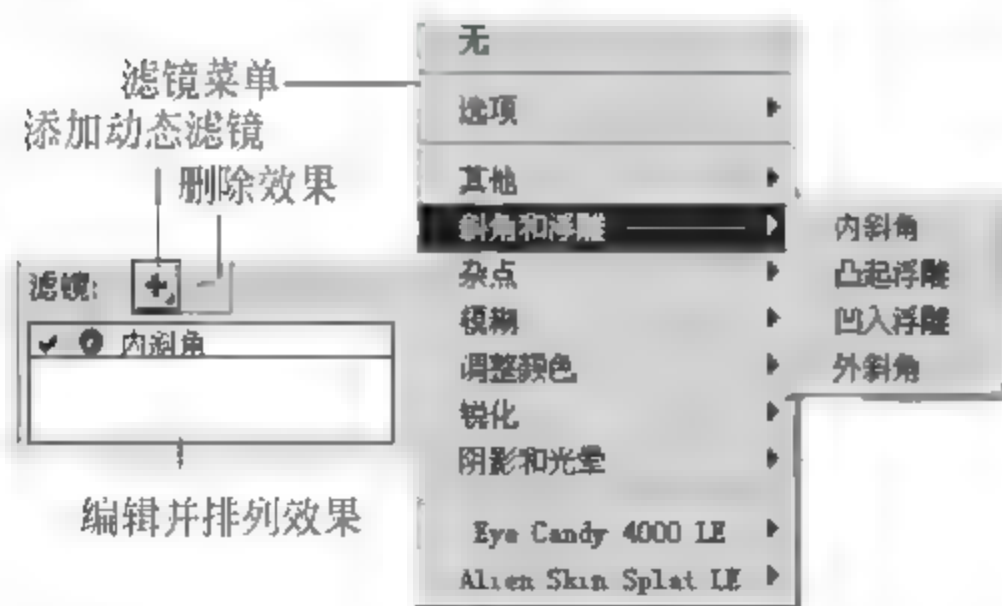 滤镜菜单
添加动态滤镜
删除效果
滤镜:
内斜角
编辑并排列效果
无
选项
其他
斜角和浮雕
杂点
模糊
调整颜色
锐化
阴影和光晕
Eye Candy 4000 LE
Alien Skin Splat LE
内斜角
凸起浮雕
凹入浮雕
外斜角